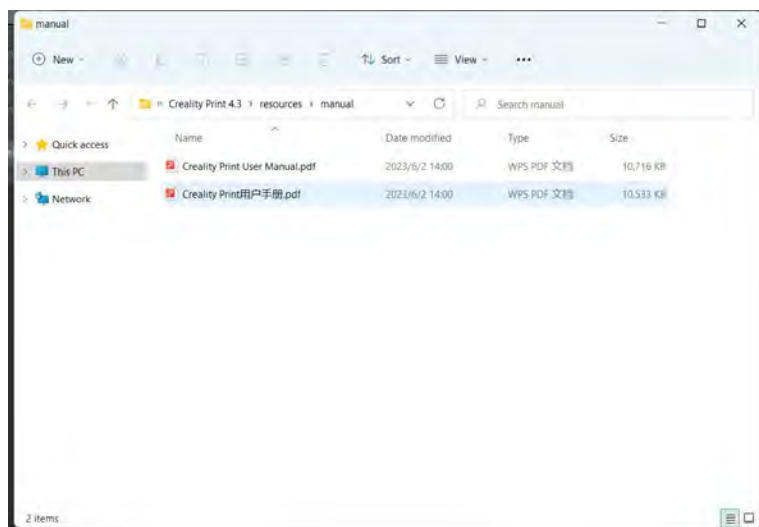 manual
New
Sort
View
Creality Print 4.3 › resources › manual
Search manual
Name Date modified Type Size
Quick access
This PC
Network
Creality Print User Manual.pdf 2023/6/2 14:00 WPS PDF 文档 10,716 KB
Creality Print用户手册.pdf 2023/6/2 14:00 WPS PDF 文档 10,533 KB
2 items